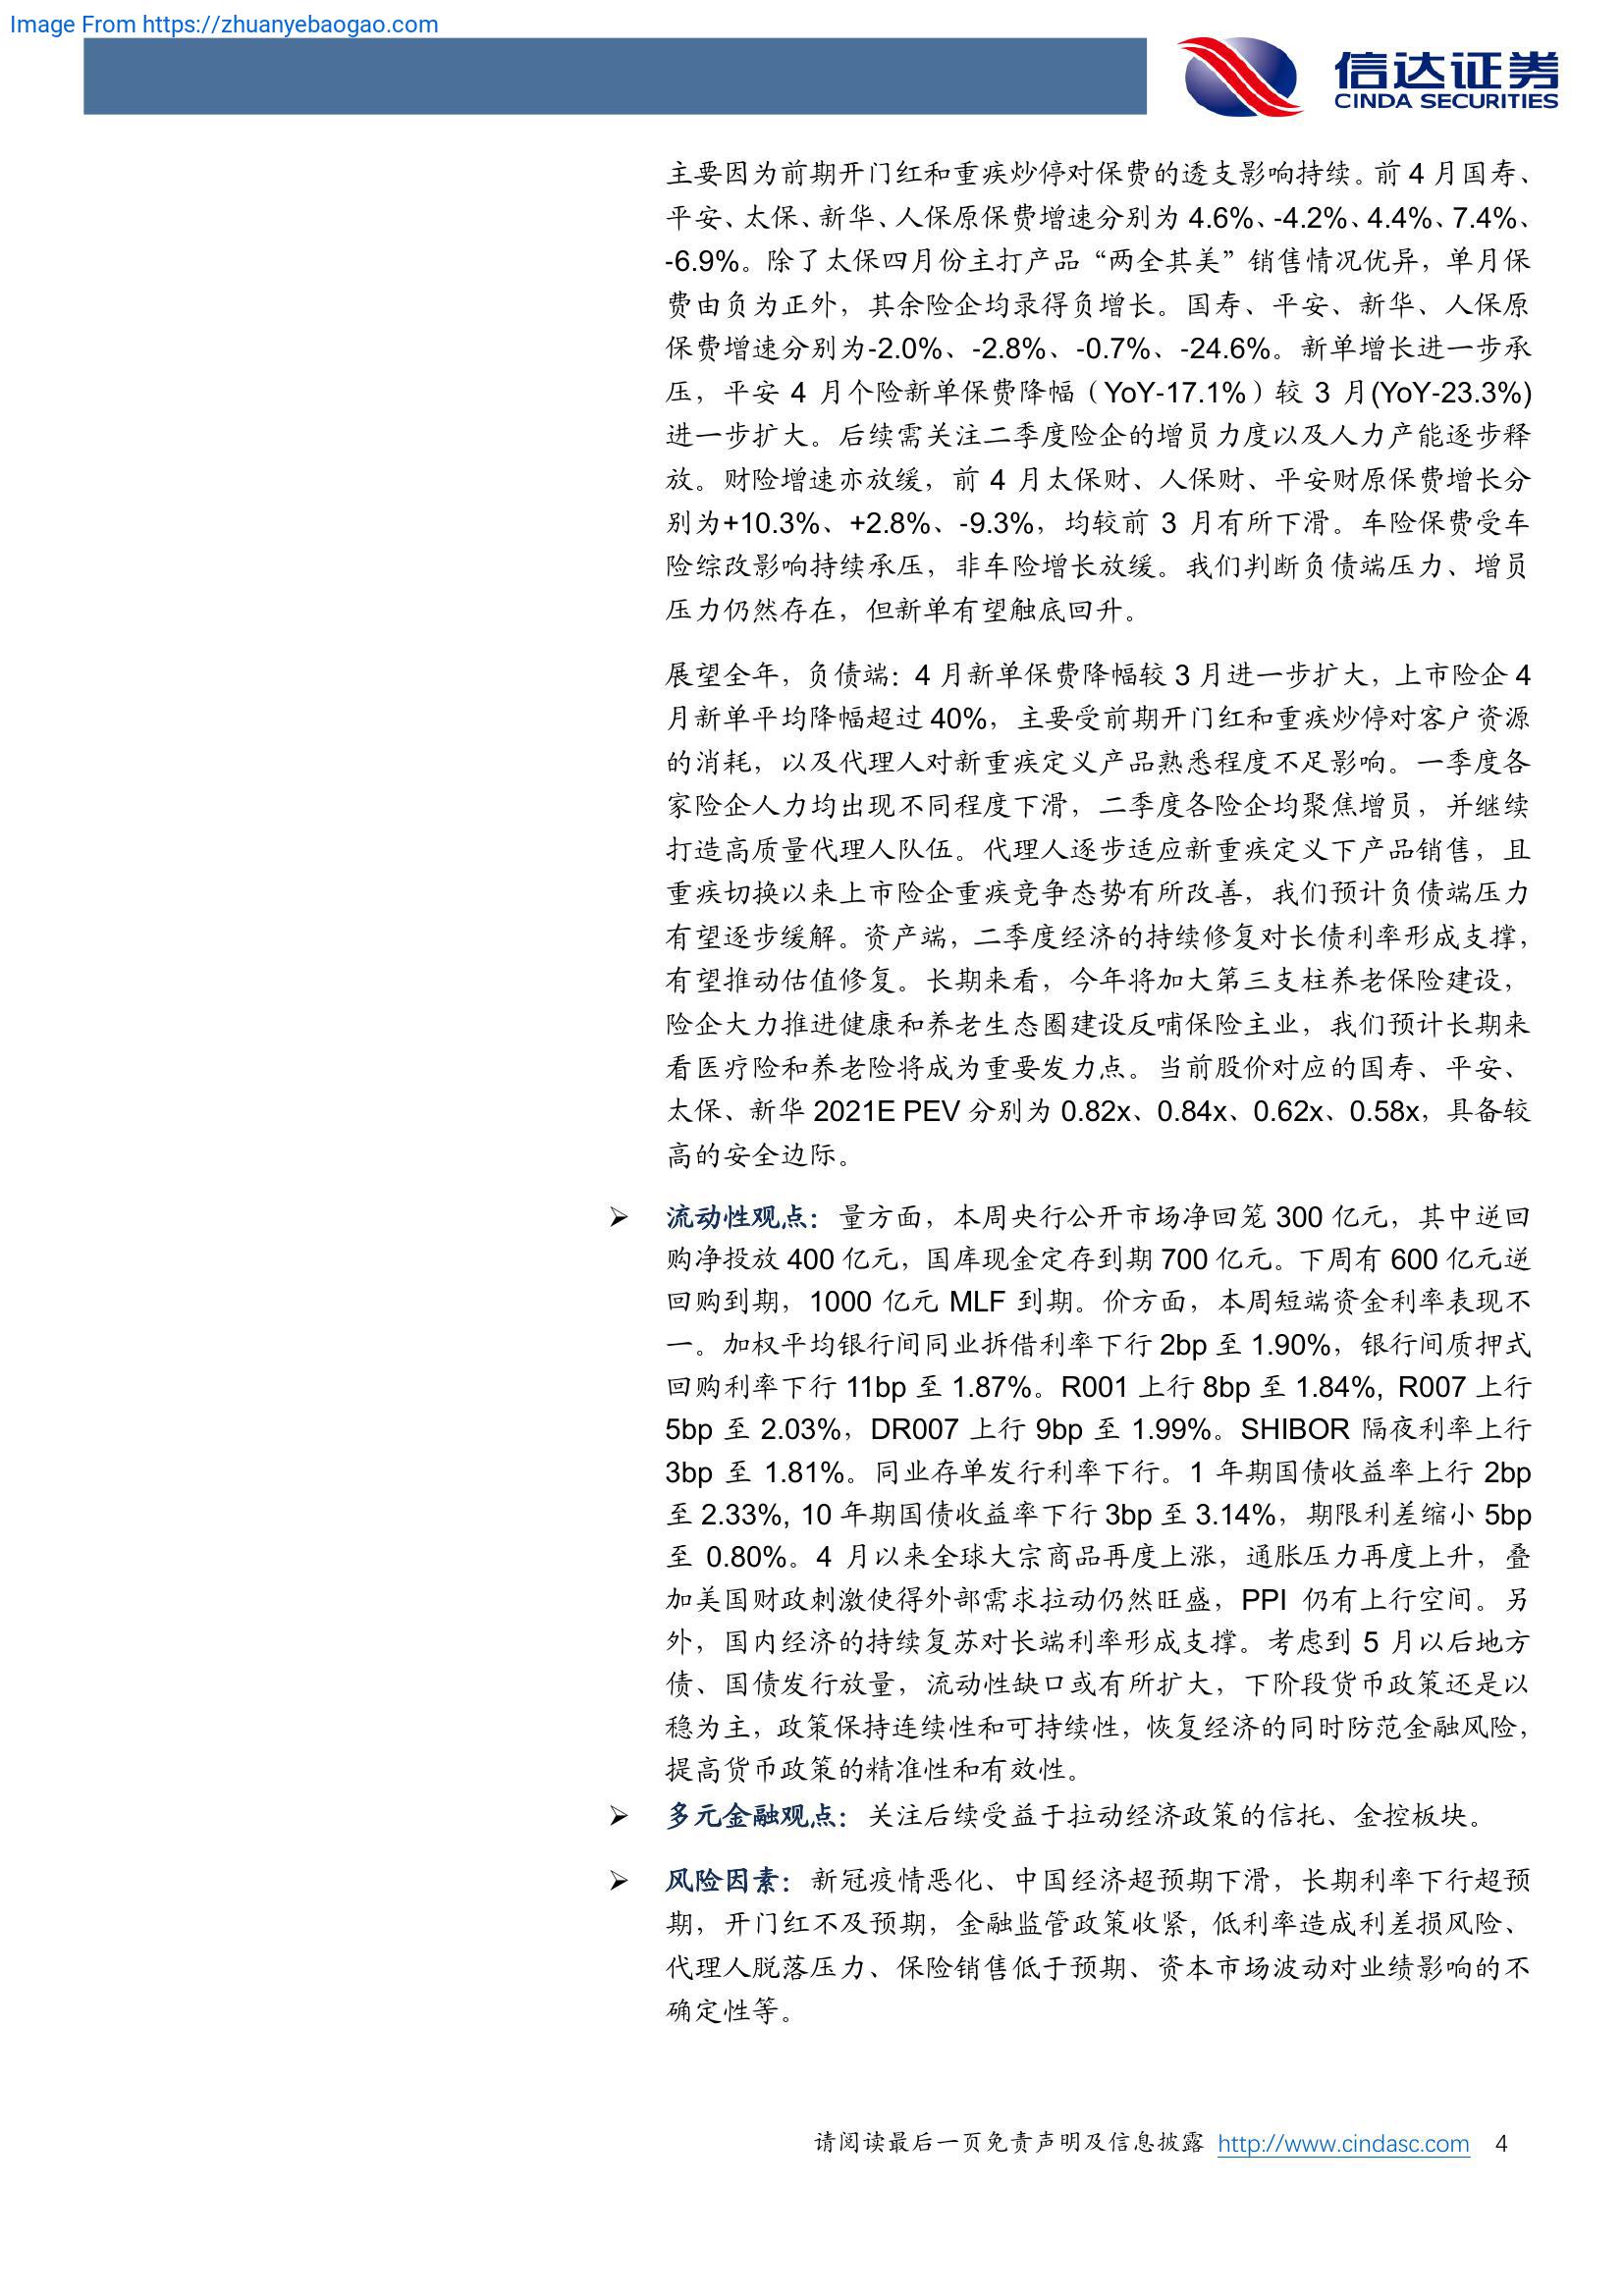 Image From https://zhuanyebaogao.com
信达证券
CINDA SECURITIES
主要因为前期开门红和重疾炒停对保费的透支影响持续。前 4 月国寿、
平安、太保、新华、人保原保费增速分别为 4.6%、-4.2%、4.4%、7.4%、
-6.9%。除了太保四月份主打产品“两全其美”销售情况优异，单月保
费由负为正外，其余险企均录得负增长。国寿、平安、新华、人保原
保费增速分别为-2.0%、-2.8%、-0.7%、-24.6%。新单增长进一步承
压，平安 4 月个险新单保费降幅（YoY-17.1%）较 3 月(YoY-23.3%)
进一步扩大。后续需关注二季度险企的增员力度以及人力产能逐步释
放。财险增速亦放缓，前 4 月太保财、人保财、平安财原保费增长分
别为+10.3%、+2.8%、-9.3%，均较前 3 月有所下滑。车险保费受车
险综改影响持续承压，非车险增长放缓。我们判断负债端压力、增员
压力仍然存在，但新单有望触底回升。
展望全年，负债端：4 月新单保费降幅较 3 月进一步扩大，上市险企 4
月新单平均降幅超过 40%，主要受前期开门红和重疾炒停对客户资源
的消耗，以及代理人对新重疾定义产品熟悉程度不足影响。一季度各
家险企人力均出现不同程度下滑，二季度各险企均聚焦增员，并继续
打造高质量代理人队伍。代理人逐步适应新重疾定义下产品销售，且
重疾切换以来上市险企重疾竞争态势有所改善，我们预计负债端压力
有望逐步缓解。资产端，二季度经济的持续修复对长债利率形成支撑，
有望推动估值修复。长期来看，今年将加大第三支柱养老保险建设，
险企大力推进健康和养老生态圈建设反哺保险主业，我们预计长期来
看医疗险和养老险将成为重要发力点。当前股价对应的国寿、平安、
太保、新华 2021E PEV 分别为 0.82x、0.84x、0.62x、0.58x，具备较
高的安全边际。
➢ 流动性观点：量方面，本周央行公开市场净回笼 300 亿元，其中逆回
购净投放 400 亿元，国库现金定存到期 700 亿元。下周有 600 亿元逆
回购到期，1000 亿元 MLF 到期。价方面，本周短端资金利率表现不
一。加权平均银行间同业拆借利率下行 2bp 至 1.90%，银行间质押式
回购利率下行 11bp 至 1.87%。R001 上行 8bp 至 1.84%, R007 上行
5bp 至 2.03%，DR007 上行 9bp 至 1.99%。SHIBOR 隔夜利率上行
3bp 至 1.81%。同业存单发行利率下行。1 年期国债收益率上行 2bp
至 2.33%, 10 年期国债收益率下行 3bp 至 3.14%，期限利差缩小 5bp
至 0.80%。4 月以来全球大宗商品再度上涨，通胀压力再度上升，叠
加美国财政刺激使得外部需求拉动仍然旺盛，PPI 仍有上行空间。另
外，国内经济的持续复苏对长端利率形成支撑。考虑到 5 月以后地方
债、国债发行放量，流动性缺口或有所扩大，下阶段货币政策还是以
稳为主，政策保持连续性和可持续性，恢复经济的同时防范金融风险，
提高货币政策的精准性和有效性。
➢ 多元金融观点：关注后续受益于拉动经济政策的信托、金控板块。
➢ 风险因素：新冠疫情恶化、中国经济超预期下滑，长期利率下行超预
期，开门红不及预期，金融监管政策收紧, 低利率造成利差损风险、
代理人脱落压力、保险销售低于预期、资本市场波动对业绩影响的不
确定性等。
请阅读最后一页免责声明及信息披露 http://www.cindasc.com 4